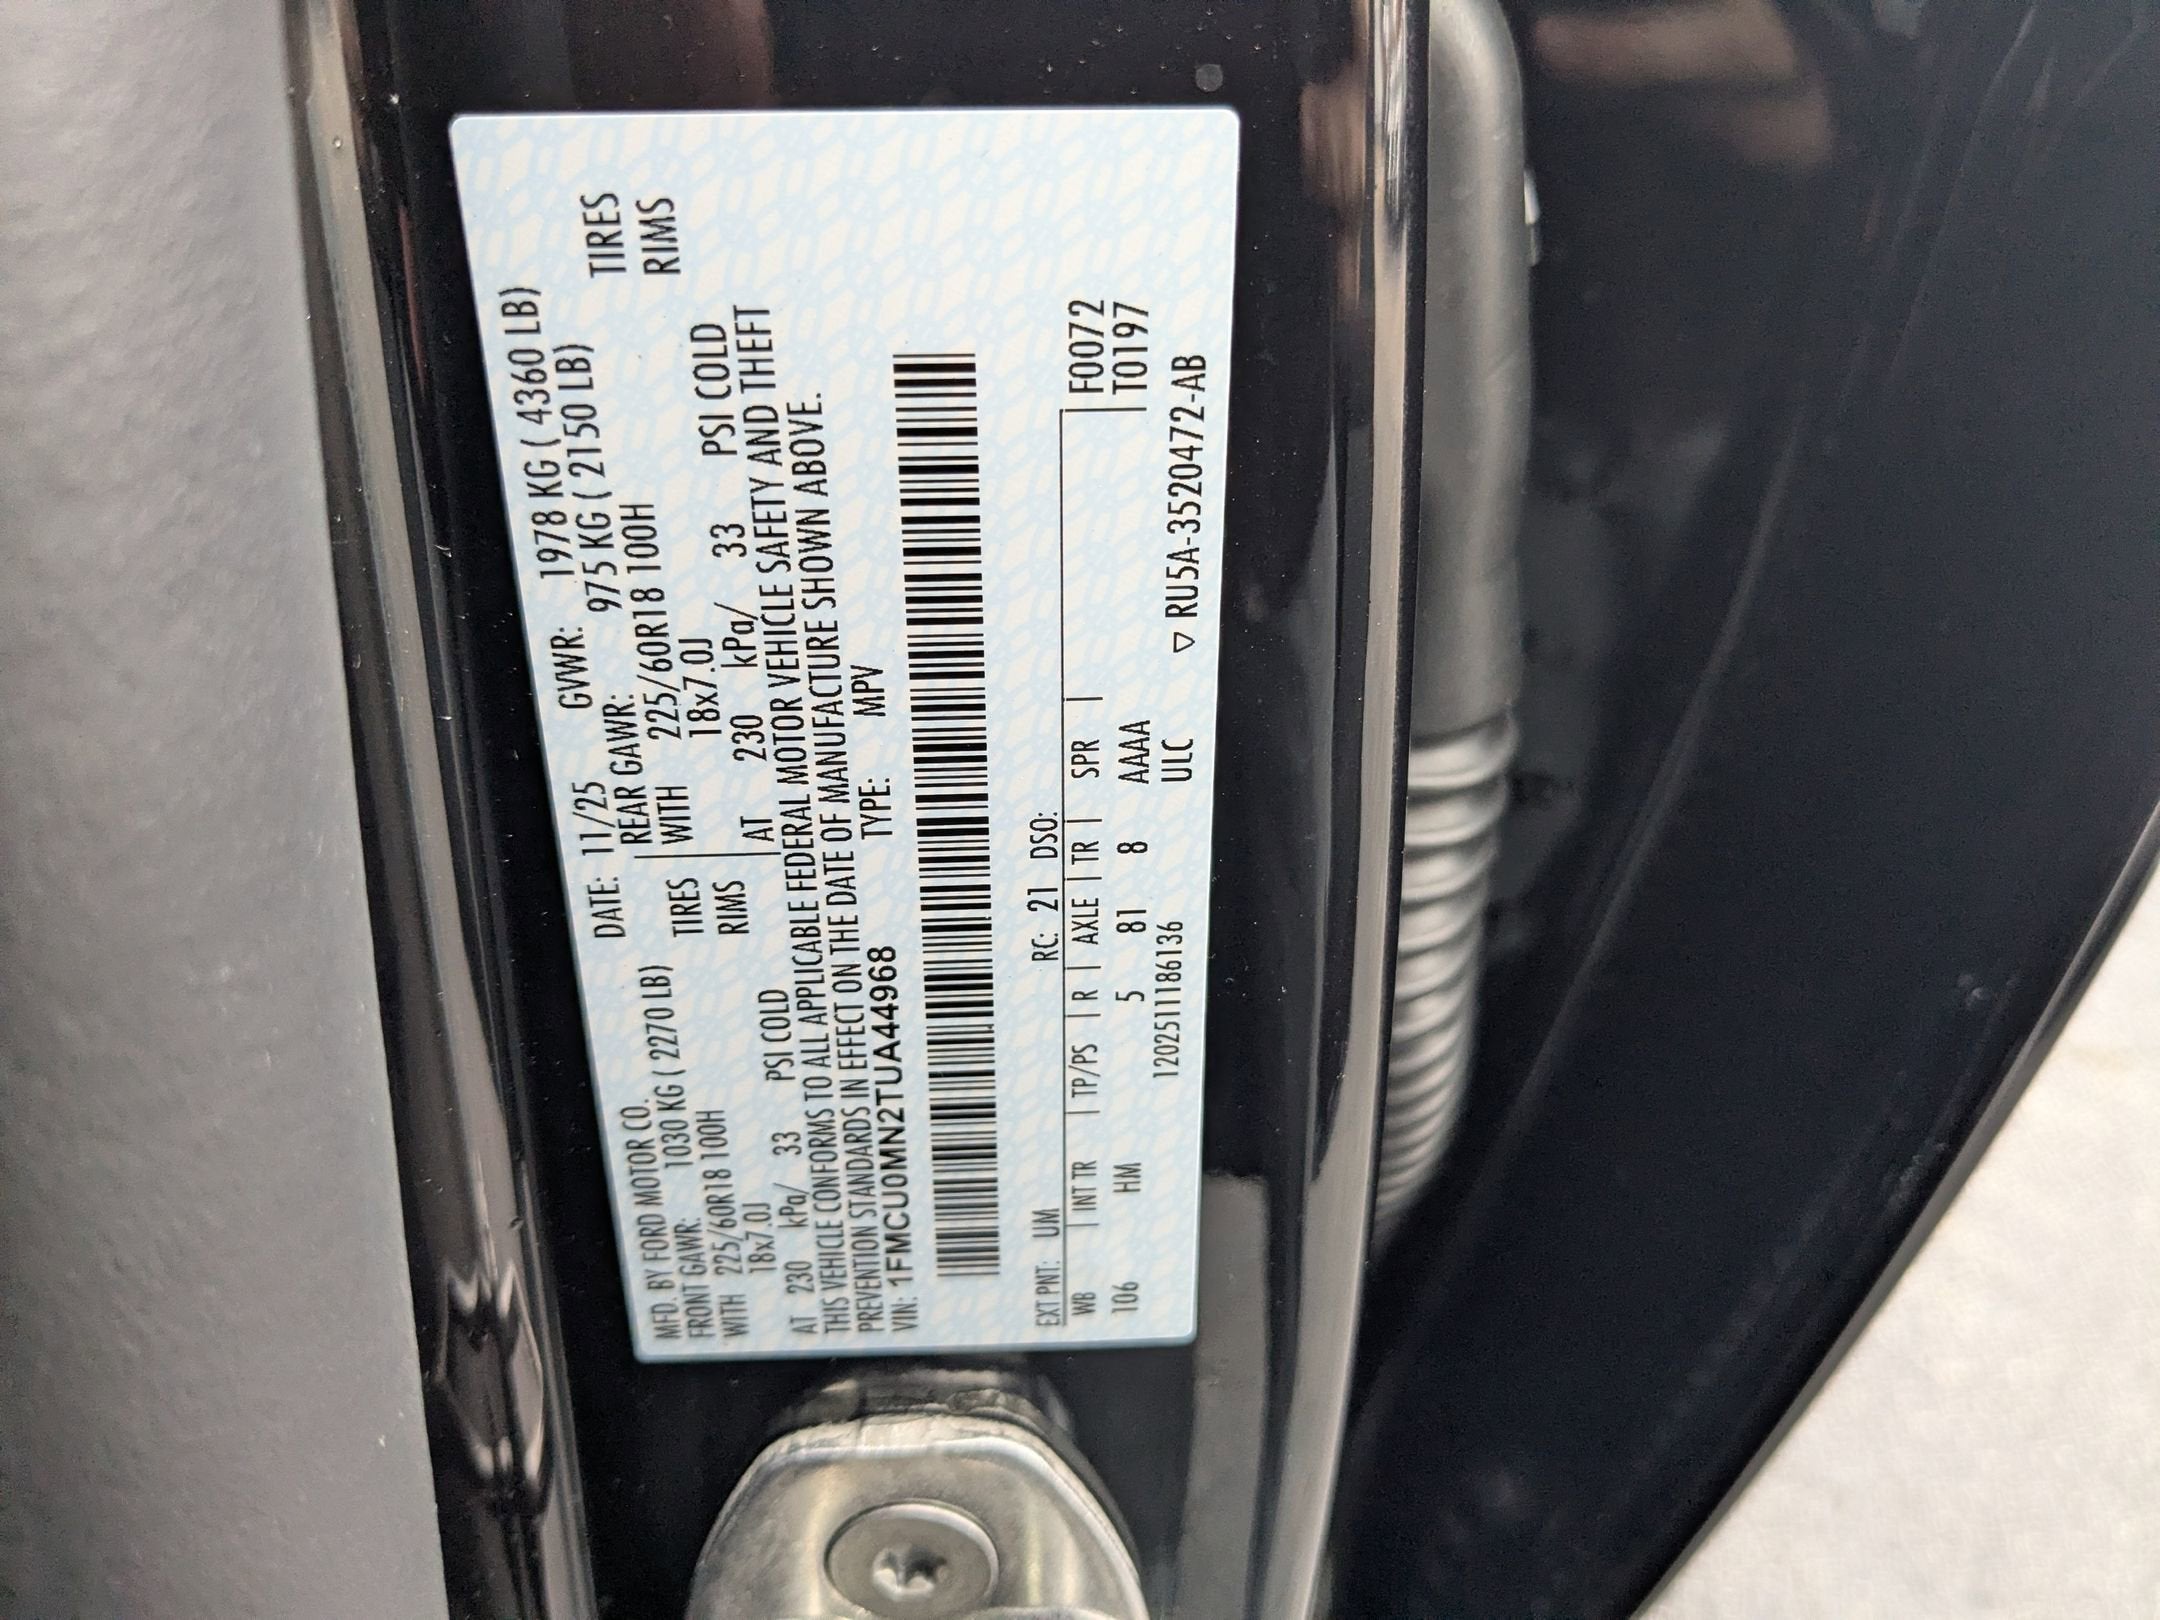 MFD. BY FORD MOTOR CO. DATE: 11/25 GVWR: 1978 KG ( 4360 LB)
FRONT GAWR: 1030 KG ( 2270 LB) REAR GAWR: 975 KG ( 2150 LB)
WITH 225/60R18 100H TIRES WITH 225/60R18 100H TIRES
18x7.0J RIMS 18x7.0J RIMS
AT 230 kPa/ 33 PSI COLD AT 230 kPa/ 33 PSI COLD
THIS VEHICLE CONFORMS TO ALL APPLICABLE FEDERAL MOTOR VEHICLE SAFETY AND THEFT
PREVENTION STANDARDS IN EFFECT ON THE DATE OF MANUFACTURE SHOWN ABOVE.
VIN: 1FMCU0MN2TUA44968 TYPE: MPV
EXT PNT: UM RC: 21 DSO:
WB | INT TR | TP/PS | R | AXLE | TR | SPR | F0072
106 HM 5 81 8 AAAA T0197
12025111186136 ULC ▽ RU5A-3520472-AB